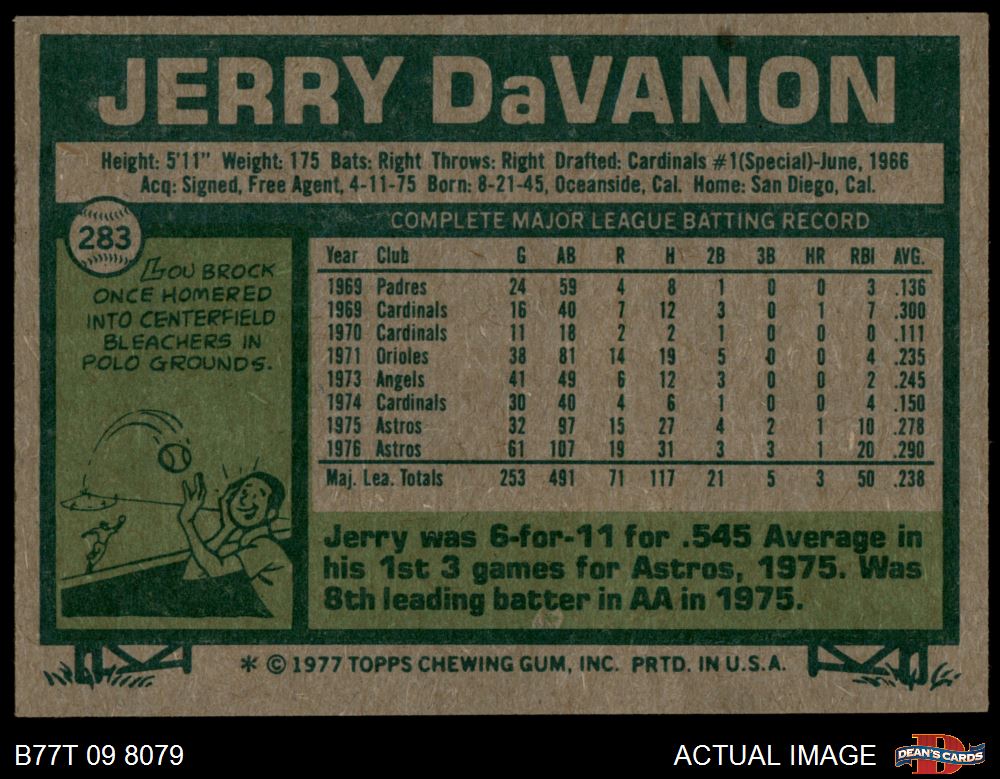 JERRY DaVANON
Height: 5'11" Weight: 175 Bats: Right Throws: Right Drafted: Cardinals #1(Special)-June, 1966
Acq: Signed, Free Agent, 4-11-75 Born: 8-21-45, Oceanside, Cal. Home: San Diego, Cal.
283
LOU BROCK
ONCE HOMERED
INTO CENTERFIELD
BLEACHERS IN
POLO GROUNDS.
COMPLETE MAJOR LEAGUE BATTING RECORD
Year Club G AB R H 2B 3B HR RBI AVG.
1969 Padres 24 59 4 8 1 0 0 3 .136
1969 Cardinals 16 40 7 12 3 0 1 7 .300
1970 Cardinals 11 18 2 2 1 0 0 0 .111
1971 Orioles 38 81 14 19 5 0 0 4 .235
1973 Angels 41 49 6 12 3 0 0 2 .245
1974 Cardinals 30 40 4 6 1 0 0 4 .150
1975 Astros 32 97 15 27 4 2 1 10 .278
1976 Astros 61 107 19 31 3 3 1 20 .290
Maj. Lea. Totals 253 491 71 117 21 5 3 50 .238
Jerry was 6-for-11 for .545 Average in
his 1st 3 games for Astros, 1975. Was
8th leading batter in AA in 1975.
* © 1977 TOPPS CHEWING GUM, INC. PRTD. IN U.S.A.
B77T 09 8079
ACTUAL IMAGE
DEAN'S CARDS